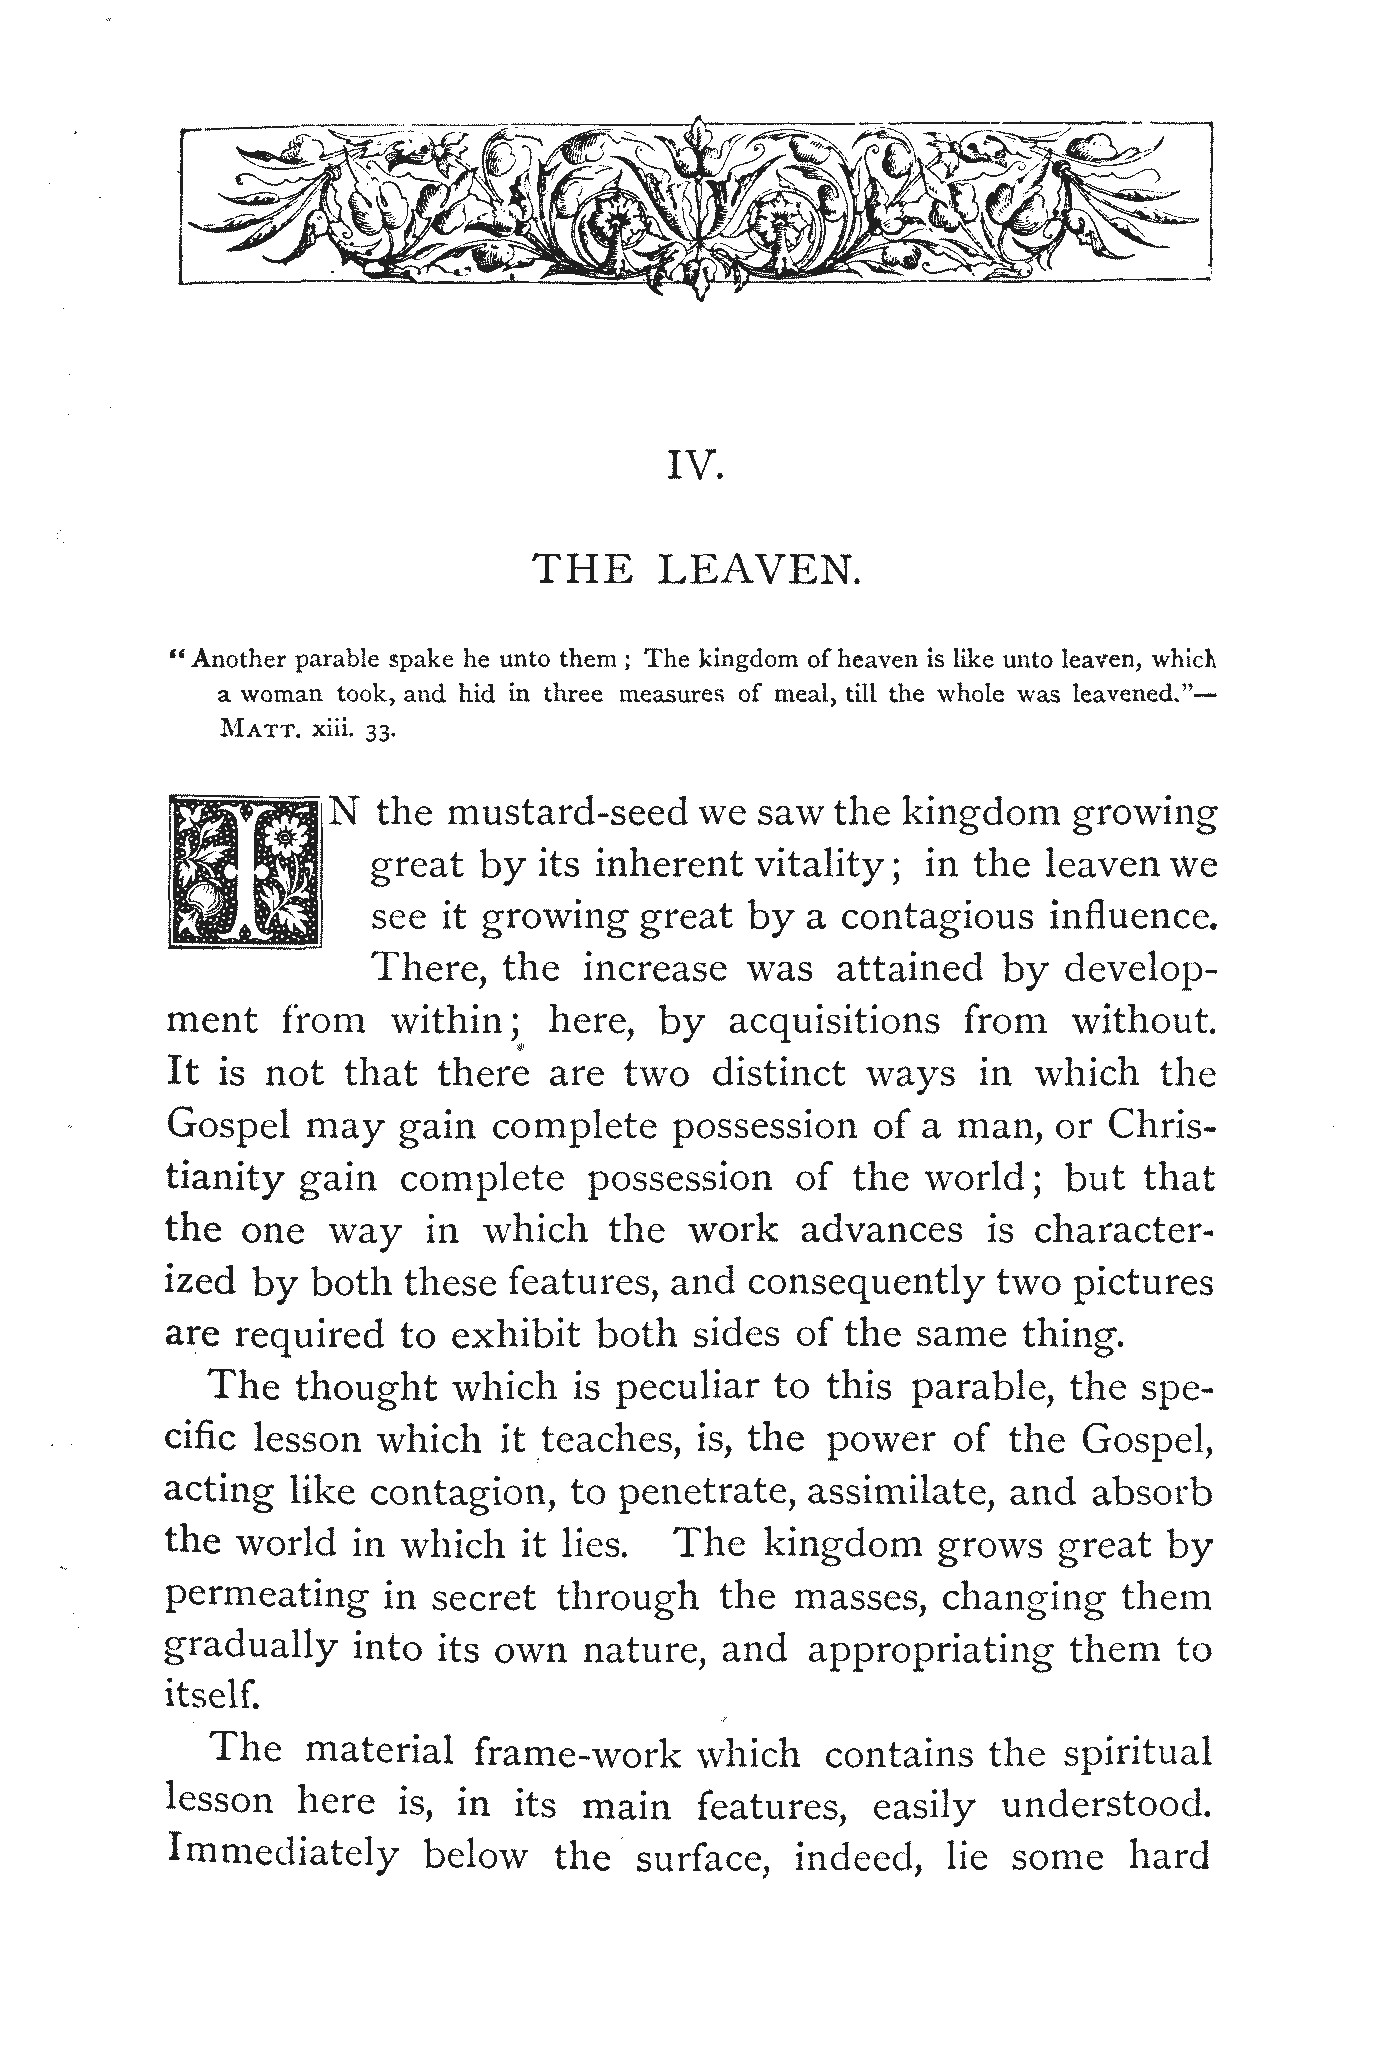 IV.
THE LEAVEN.
“Another parable spake he unto them; The kingdom of heaven is like unto leaven, which
a woman took, and hid in three measures of meal, till the whole was leavened.”—
MATT. xiii. 33.
IN the mustard-seed we saw the kingdom growing
great by its inherent vitality; in the leaven we
see it growing great by a contagious influence.
There, the increase was attained by develop-
ment from within; here, by acquisitions from without.
It is not that there are two distinct ways in which the
Gospel may gain complete possession of a man, or Chris-
tianity gain complete possession of the world; but that
the one way in which the work advances is character-
ized by both these features, and consequently two pictures
are required to exhibit both sides of the same thing.
The thought which is peculiar to this parable, the spe-
cific lesson which it teaches, is, the power of the Gospel,
acting like contagion, to penetrate, assimilate, and absorb
the world in which it lies. The kingdom grows great by
permeating in secret through the masses, changing them
gradually into its own nature, and appropriating them to
itself.
The material frame-work which contains the spiritual
lesson here is, in its main features, easily understood.
Immediately below the surface, indeed, lie some hard